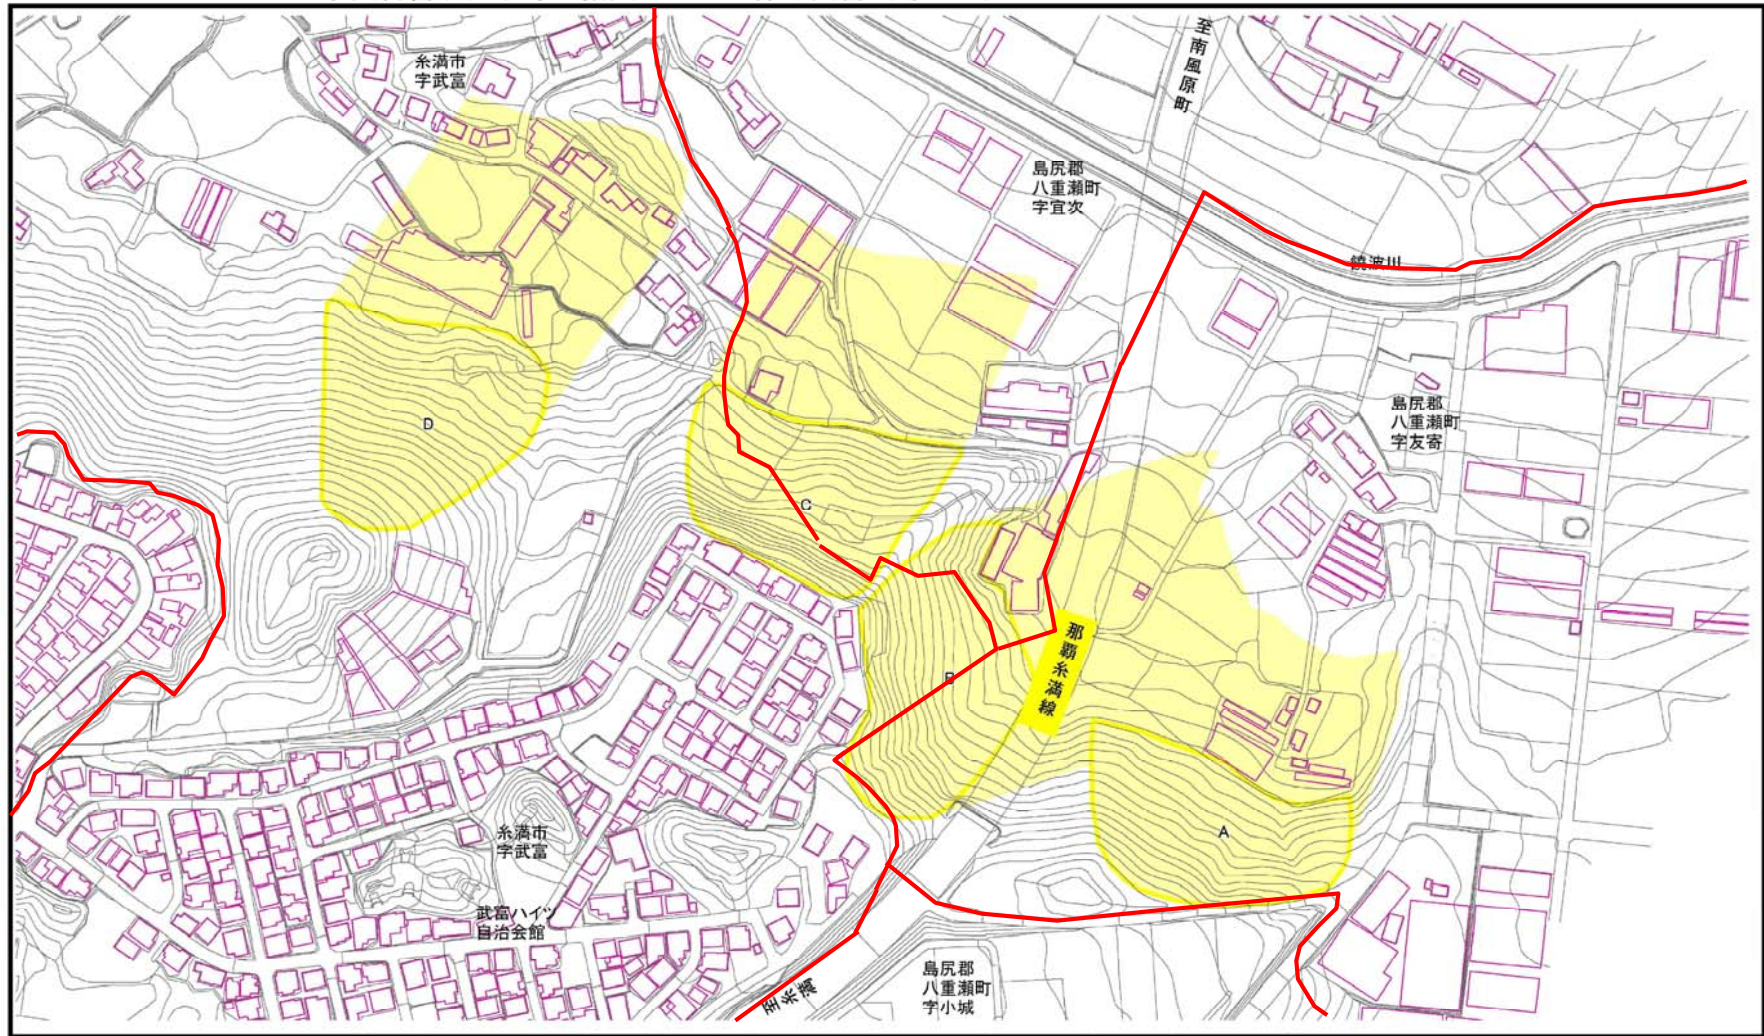 糸満市
字武富
至南風原町
島尻郡
八重瀬町
字宜次
饒波川
島尻郡
八重瀬町
字友寄
D
C
B
那覇糸満線
A
糸満市
字武富
武富ハイツ
自治会館
至糸満
島尻郡
八重瀬町
字小城